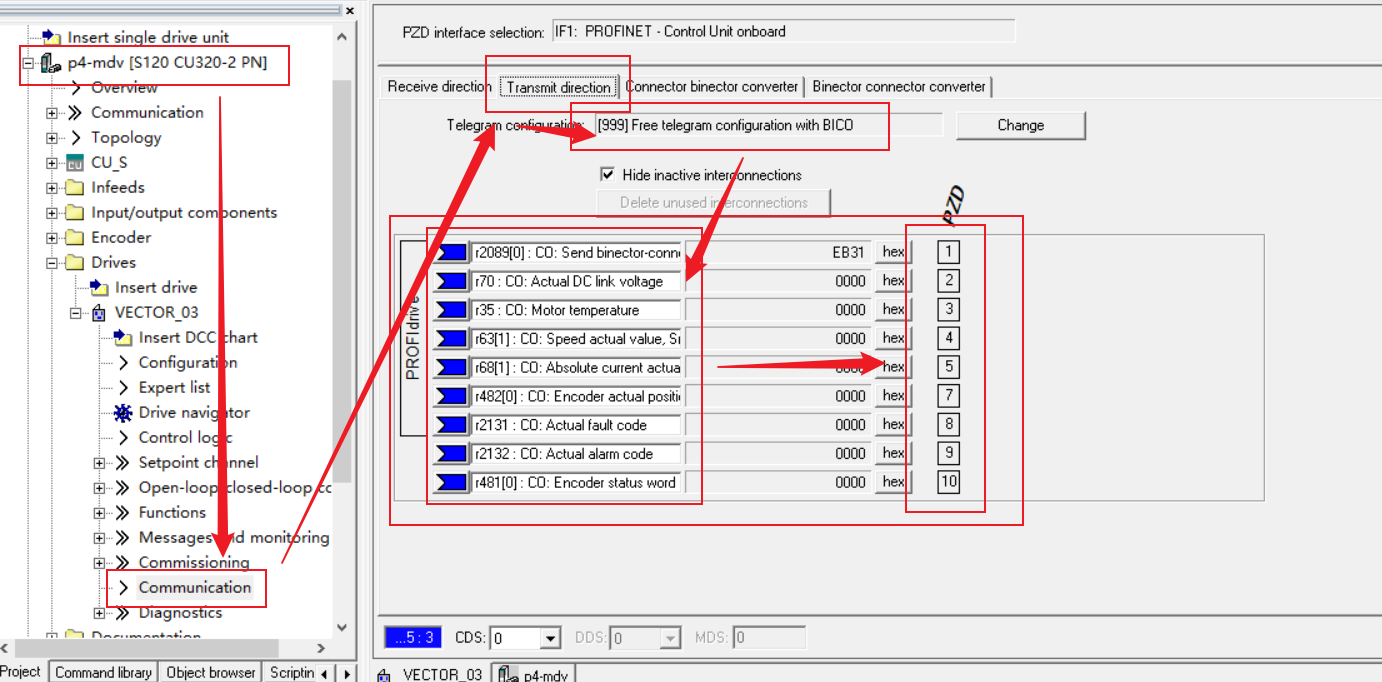 Insert single drive unit
p4-mdv [S120 CU320-2 PN]
Overview
Communication
Topology
CU_S
Infeeds
Input/output components
Encoder
Drives
Insert drive
VECTOR_03
Insert DCC chart
Configuration
Expert list
Drive navigator
Control logic
Setpoint channel
Open-loop/closed-loop cc
Functions
Messages and monitoring
Commissioning
Communication
Diagnostics
Documentation
Project
Command library
Object browser
Scriptin
PZD interface selection: IF1: PROFINET - Control Unit onboard
Receive direction
Transmit direction
Connector binector converter
Binector connector converter
Telegram configuration: [999] Free telegram configuration with BICO
Change
Hide inactive interconnections
Delete unused interconnections
PZD
PROFIdrive
r2089[0] : CO: Send binector-conne EB31 hex 1
r70 : CO: Actual DC link voltage 0000 hex 2
r35 : CO: Motor temperature 0000 hex 3
r63[1] : CO: Speed actual value, Sm 0000 hex 4
r68[1] : CO: Absolute current actua 0000 hex 5
r482[0] : CO: Encoder actual positi 0000 hex 7
r2131 : CO: Actual fault code 0000 hex 8
r2132 : CO: Actual alarm code 0000 hex 9
r481[0] : CO: Encoder status word 0000 hex 10
...5 : 3 CDS: 0 DDS: 0 MDS: 0
VECTOR_03
p4-mdv